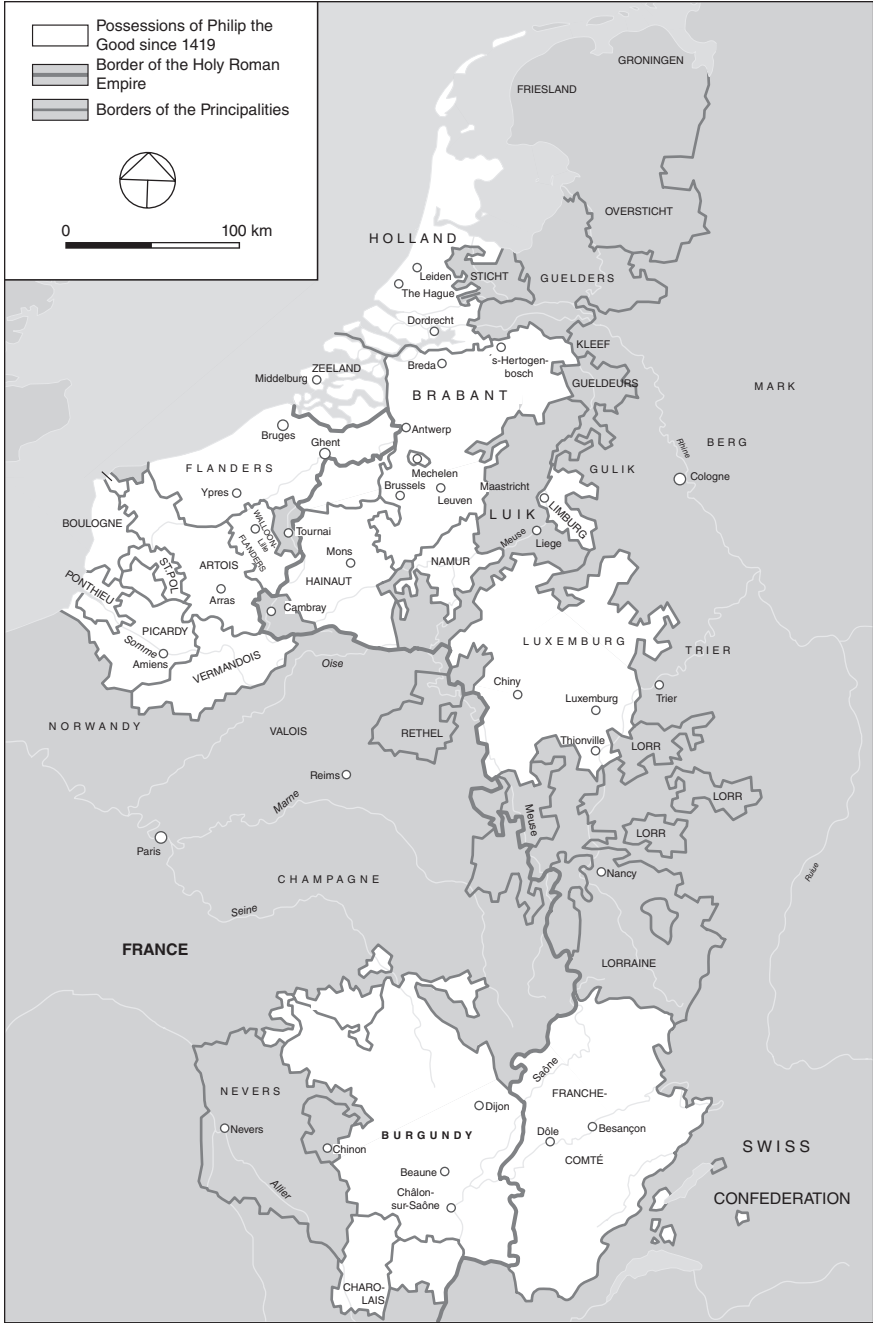 Possessions of Philip the
Good since 1419
Border of the Holy Roman
Empire
Borders of the Principalities
0
100 km
GRONINGEN
FRIESLAND
OVERSTICHT
HOLLAND
STICHT
GUELDERS
Leiden
The Hague
Dordrecht
KLEEF
's-Hertogen-
bosch
Breda
ZEELAND
Middelburg
GUELDEURS
MARK
BRABANT
Bruges
Antwerp
Ghent
BERG
Rhine
FLANDERS
Mechelen
GULIK
Cologne
Brussels
Leuven
Maastricht
Ypres
LIMBURG
LUIK
BOULOGNE
WALLOON-
Lille
FLANDERS
Tournai
Meuse
Liege
Mons
ST.POL
ARTOIS
NAMUR
HAINAUT
PONTHIEU
Arras
Cambray
PICARDY
Somme
Amiens
VERMANDOIS
Oise
LUXEMBURG
TRIER
Chiny
Luxemburg
Trier
NORMANDY
VALOIS
RETHEL
Thionville
LORR
Reims
LORR
Marne
Meuse
LORR
Paris
Nancy
Ruive
CHAMPAGNE
Seine
FRANCE
LORRAINE
Saône
NEVERS
FRANCHE-
Dijon
Nevers
BURGUNDY
Dôle
Besançon
Chinon
SWISS
COMTÉ
Beaune
Allier
Châlon-
sur-Saône
CONFEDERATION
CHARO-
LAIS